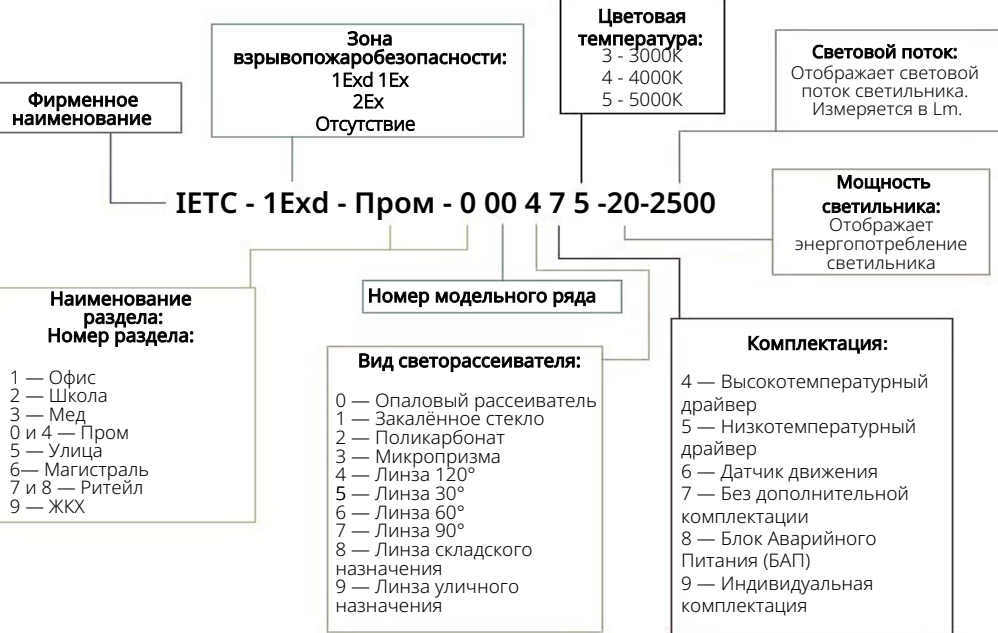 Цветовая
температура:
3 - 3000К
4 - 4000К
5 - 5000К
Зона
взрывопожаробезопасности:
1Exd 1Ex
2Ex
Отсутствие
Световой поток:
Отображает световой
поток светильника.
Измеряется в Lm.
Фирменное
наименование
IETC - 1Exd - Пром - 0 00 4 7 5 -20-2500
Мощность
светильника:
Отображает
энергопотребление
светильника
Наименование
раздела:
Номер раздела:
1 — Офис
2 — Школа
3 — Мед
0 и 4 — Пром
5 — Улица
6— Магистраль
7 и 8 — Ритейл
9 — ЖКХ
Номер модельного ряда
Вид светорассеивателя:
0 — Опаловый рассеиватель
1 — Закалённое стекло
2 — Поликарбонат
3 — Микропризма
4 — Линза 120°
5 — Линза 30°
6 — Линза 60°
7 — Линза 90°
8 — Линза складского
назначения
9 — Линза уличного
назначения
Комплектация:
4 — Высокотемпературный
драйвер
5 — Низкотемпературный
драйвер
6 — Датчик движения
7 — Без дополнительной
комплектации
8 — Блок Аварийного
Питания (БАП)
9 — Индивидуальная
комплектация